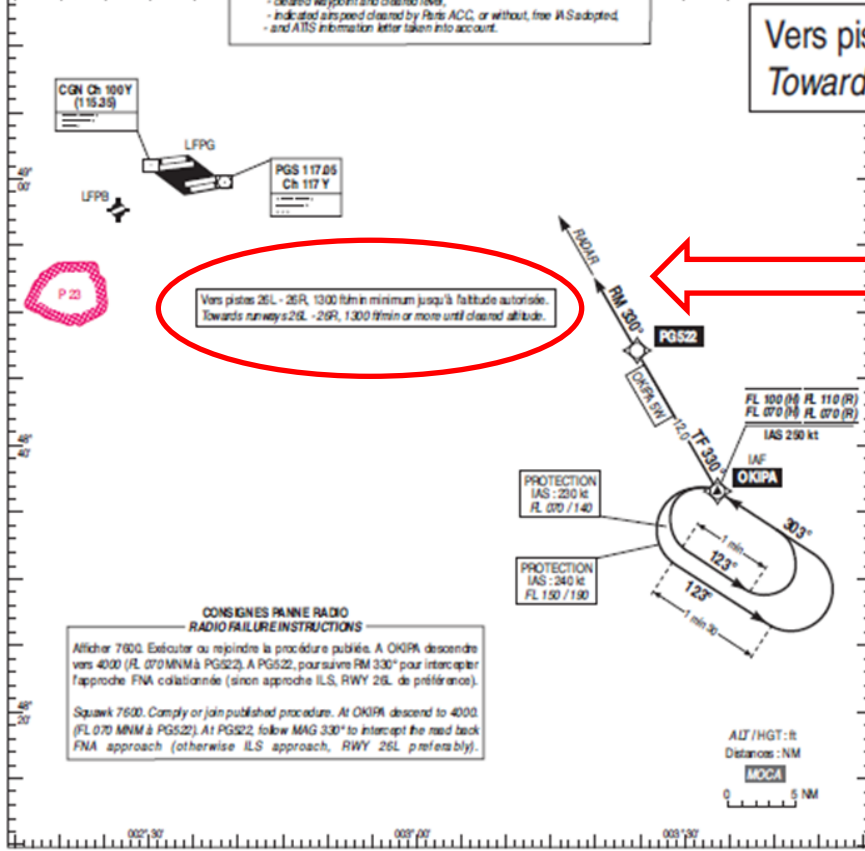 - cleared waypoint and cleared level,
- indicated airspeed cleared by Paris ACC, or without, free IAS adopted,
- and ATIS information letter taken into account.
Vers pis
Toward
CGN Ch 100Y
(115.35)
LFPG
PGS 117.05
Ch 117 Y
LFPB
49°
00'
P 23
Vers pistes 26L - 26R, 1300 ft/min minimum jusqu'à l'altitude autorisée.
Towards runways 26L - 26R, 1300 ft/min or more until cleared altitude.
RADAR
RM 330°
PG522
OKIPA 5W
12,0
TF 330°
FL 100 (H) FL 110 (R)
FL 070 (H) FL 070 (R)
IAS 250 kt
IAF
OKIPA
48°
40'
PROTECTION
IAS : 230 kt
FL 070 / 140
303°
1 min
123°
PROTECTION
IAS : 240 kt
FL 150 / 190
123°
1 min 30
CONSIGNES PANNE RADIO
RADIO FAILURE INSTRUCTIONS
Afficher 7600. Exécuter ou rejoindre la procédure publiée. A OKIPA descendre
vers 4000 (FL 070 MNM à PG522). A PG522, poursuivre RM 330° pour intercepter
l'approche FNA collationnée (sinon approche ILS, RWY 26L de préférence).
Squawk 7600. Comply or join published procedure. At OKIPA descend to 4000.
(FL 070 MNM à PG522). At PG522, follow MAG 330° to intercept the read back
FNA approach (otherwise ILS approach, RWY 26L preferably).
48°
20'
ALT / HGT : ft
Distances : NM
MOCA
0 5 NM
002° 30'
003° 00'
003° 30'